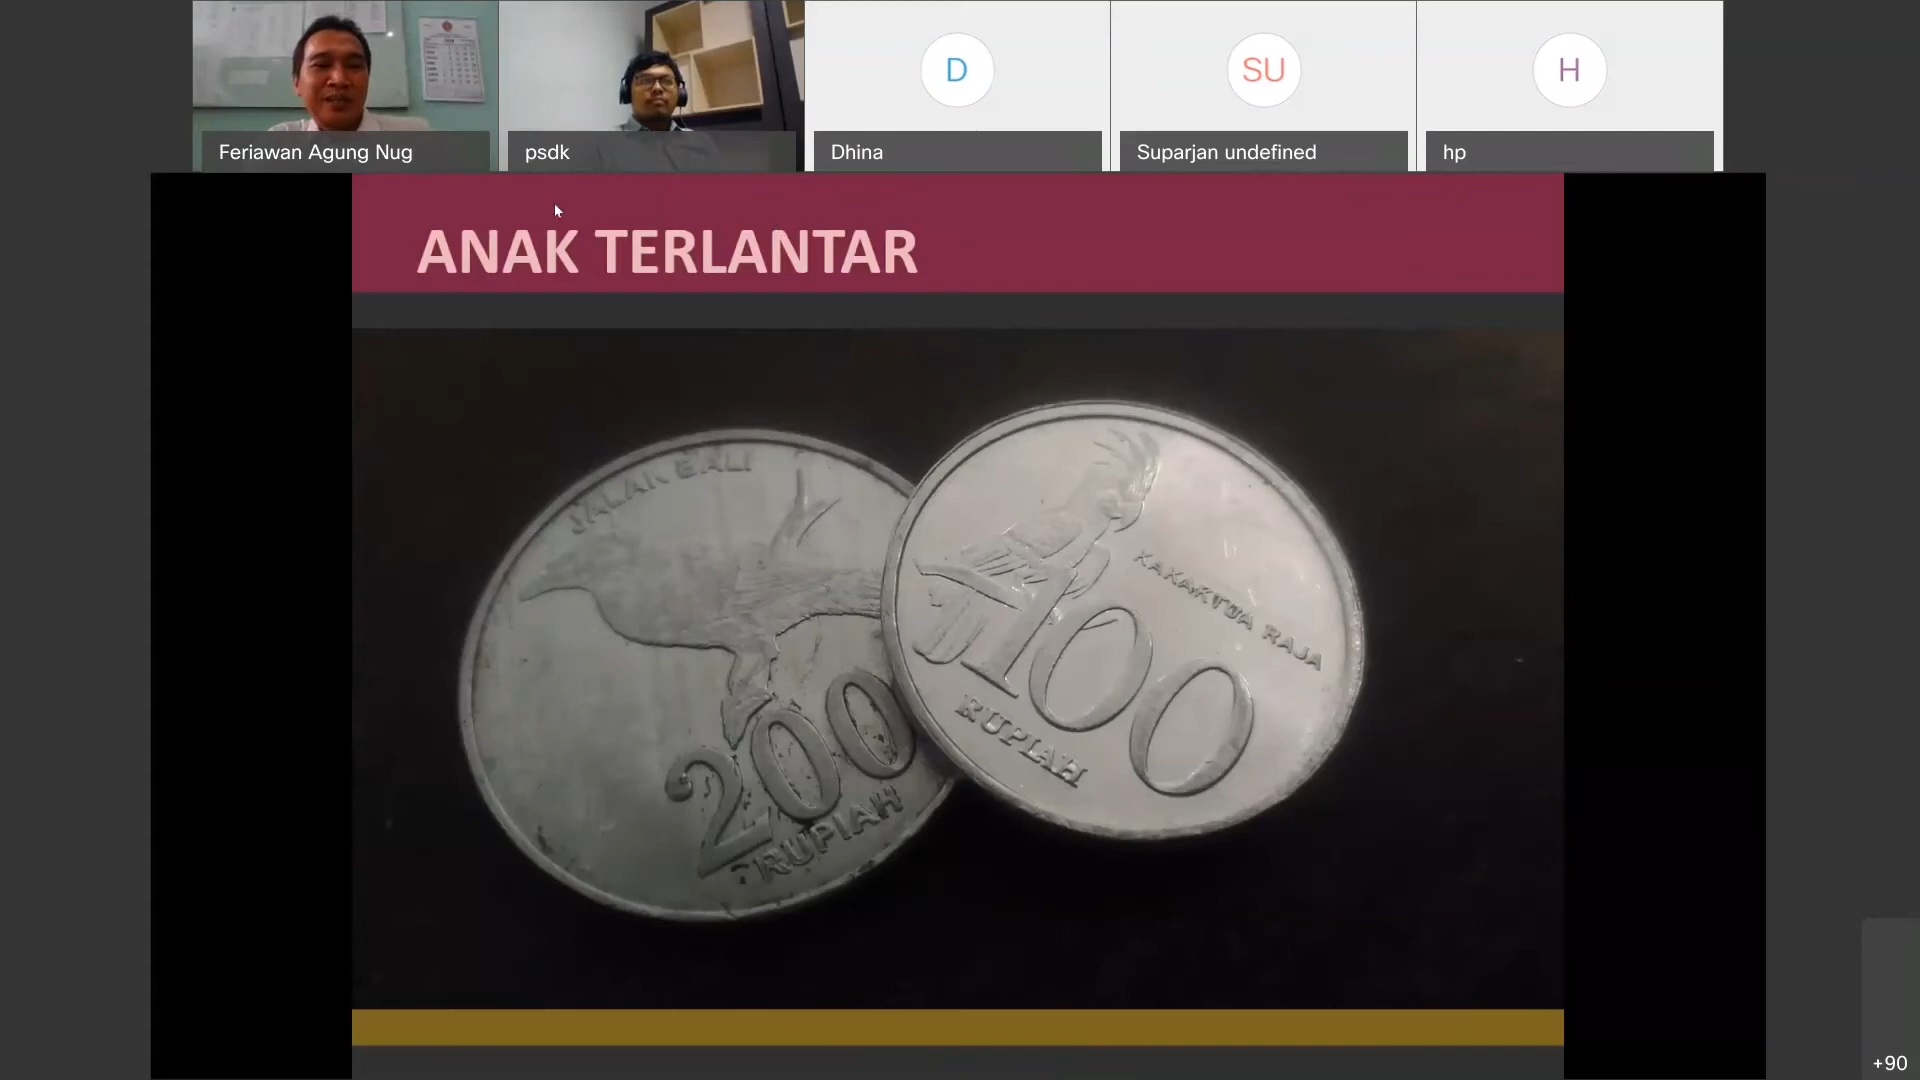 Feriawan Agung Nug
psdk
D
Dhina
SU
Suparjan undefined
H
hp
ANAK TERLANTAR
JALAK BALI
200
RUPIAH
KAKAKTUA RAJA
100
RUPIAH
+90